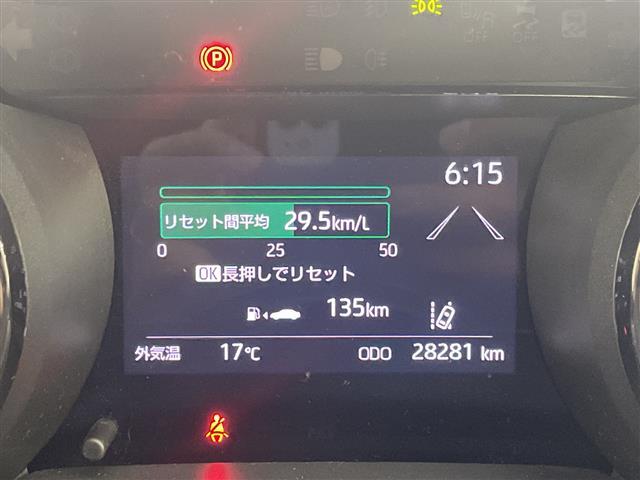 P
6:15
リセット間平均 29.5km/L
0 25 50
OK長押しでリセット
135km
外気温 17℃ ODO 28281 km